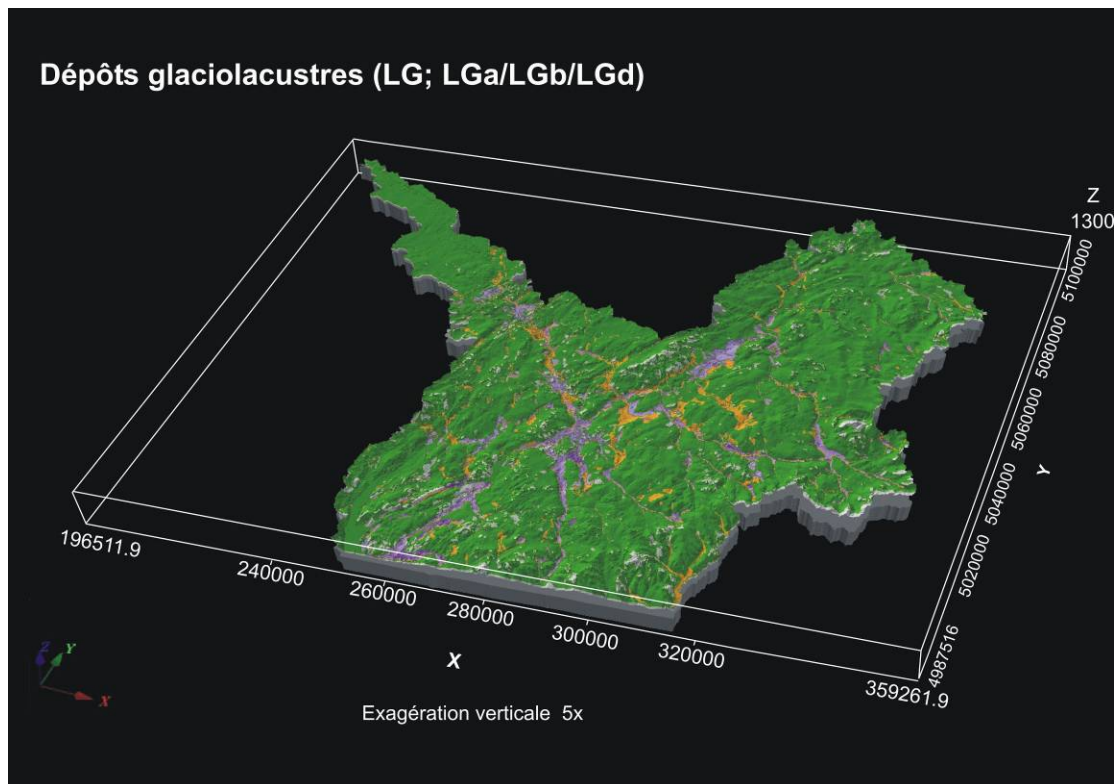 Dépôts glaciolacustres (LG; LGa/LGb/LGd)
Z
1300
5100000
5080000
5060000
Y
5040000
5020000
4987516
196511.9
240000
260000
280000
300000
320000
359261.9
X
Z
Y
X
Exagération verticale 5x